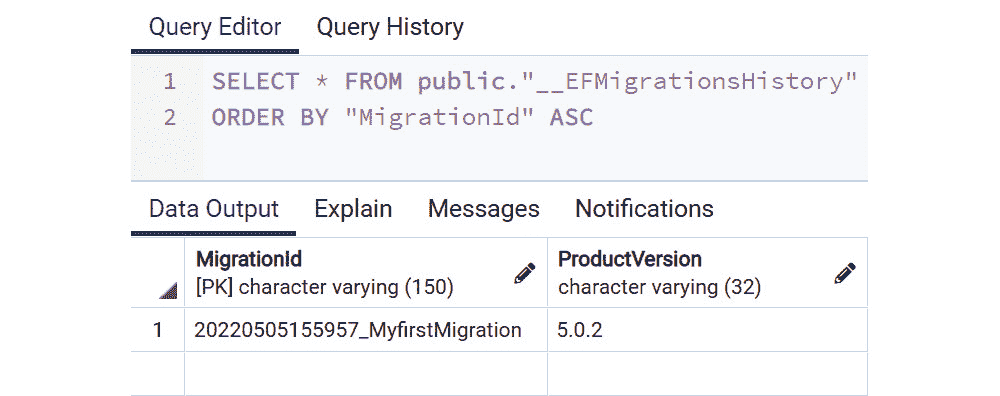 Query Editor Query History
1 SELECT * FROM public."__EFMigrationsHistory"
2 ORDER BY "MigrationId" ASC
Data Output Explain Messages Notifications
MigrationId ProductVersion
[PK] character varying (150) character varying (32)
1 20220505155957_MyfirstMigration 5.0.2